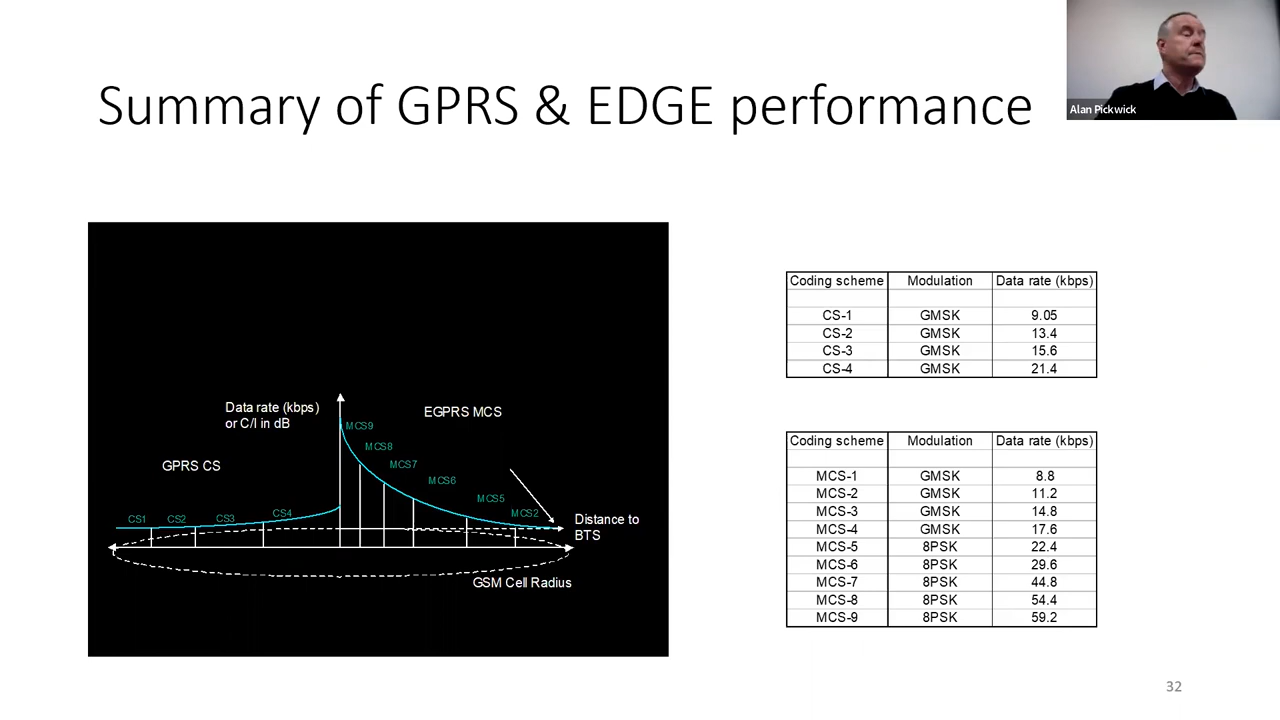 Alan Pickwick
Summary of GPRS & EDGE performance
Data rate (kbps)
or C/I in dB
EGPRS MCS
GPRS CS
MCS9
MCS8
MCS7
MCS6
MCS5
MCS2
CS1
CS2
CS3
CS4
Distance to
BTS
GSM Cell Radius
Coding scheme Modulation Data rate (kbps)
CS-1 GMSK 9.05
CS-2 GMSK 13.4
CS-3 GMSK 15.6
CS-4 GMSK 21.4
Coding scheme Modulation Data rate (kbps)
MCS-1 GMSK 8.8
MCS-2 GMSK 11.2
MCS-3 GMSK 14.8
MCS-4 GMSK 17.6
MCS-5 8PSK 22.4
MCS-6 8PSK 29.6
MCS-7 8PSK 44.8
MCS-8 8PSK 54.4
MCS-9 8PSK 59.2
32